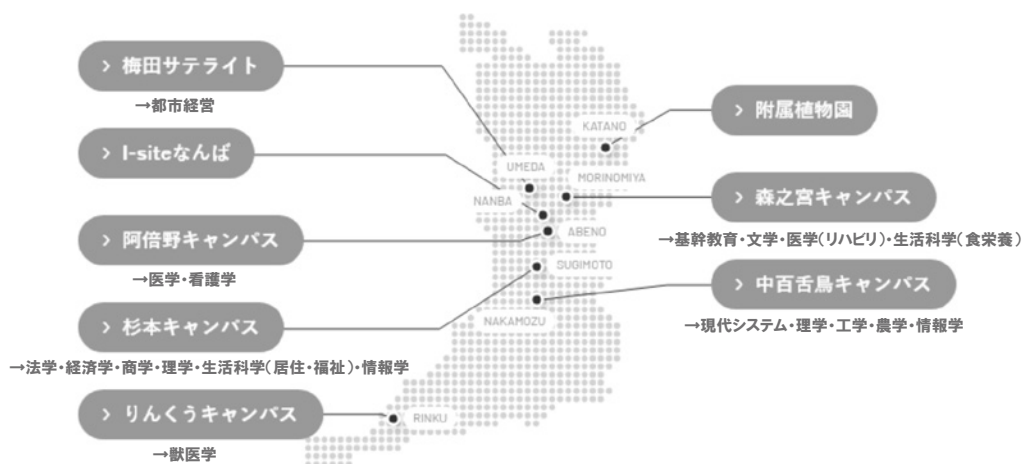 > 梅田サテライト
→都市経営
> I-siteなんば
> 阿倍野キャンパス
→医学・看護学
> 杉本キャンパス
→法学・経済学・商学・理学・生活科学(居住・福祉)・情報学
> りんくうキャンパス
→獣医学
KATANO
UMEDA
MORINOMIYA
NANBA
ABENO
SUGIMOTO
NAKAMOZU
RINKU
> 附属植物園
> 森之宮キャンパス
→基幹教育・文学・医学(リハビリ)・生活科学(食栄養)
> 中百舌鳥キャンパス
→現代システム・理学・工学・農学・情報学